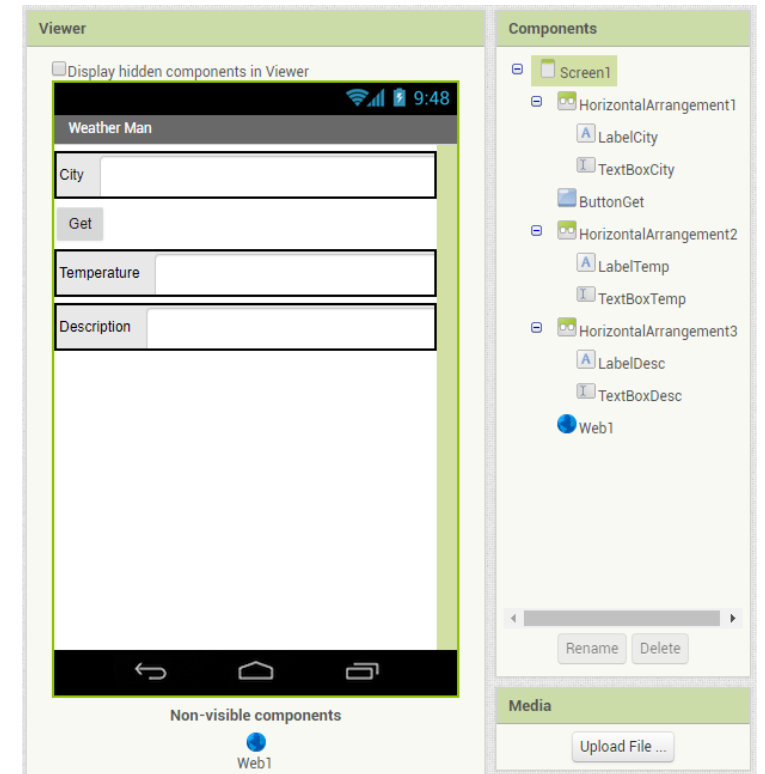 Viewer
Display hidden components in Viewer
9:48
Weather Man
City
Get
Temperature
Description
Non-visible components
Web1
Components
Screen1
HorizontalArrangement1
A LabelCity
TextBoxCity
ButtonGet
HorizontalArrangement2
A LabelTemp
TextBoxTemp
HorizontalArrangement3
A LabelDesc
TextBoxDesc
Web1
Rename Delete
Media
Upload File ...